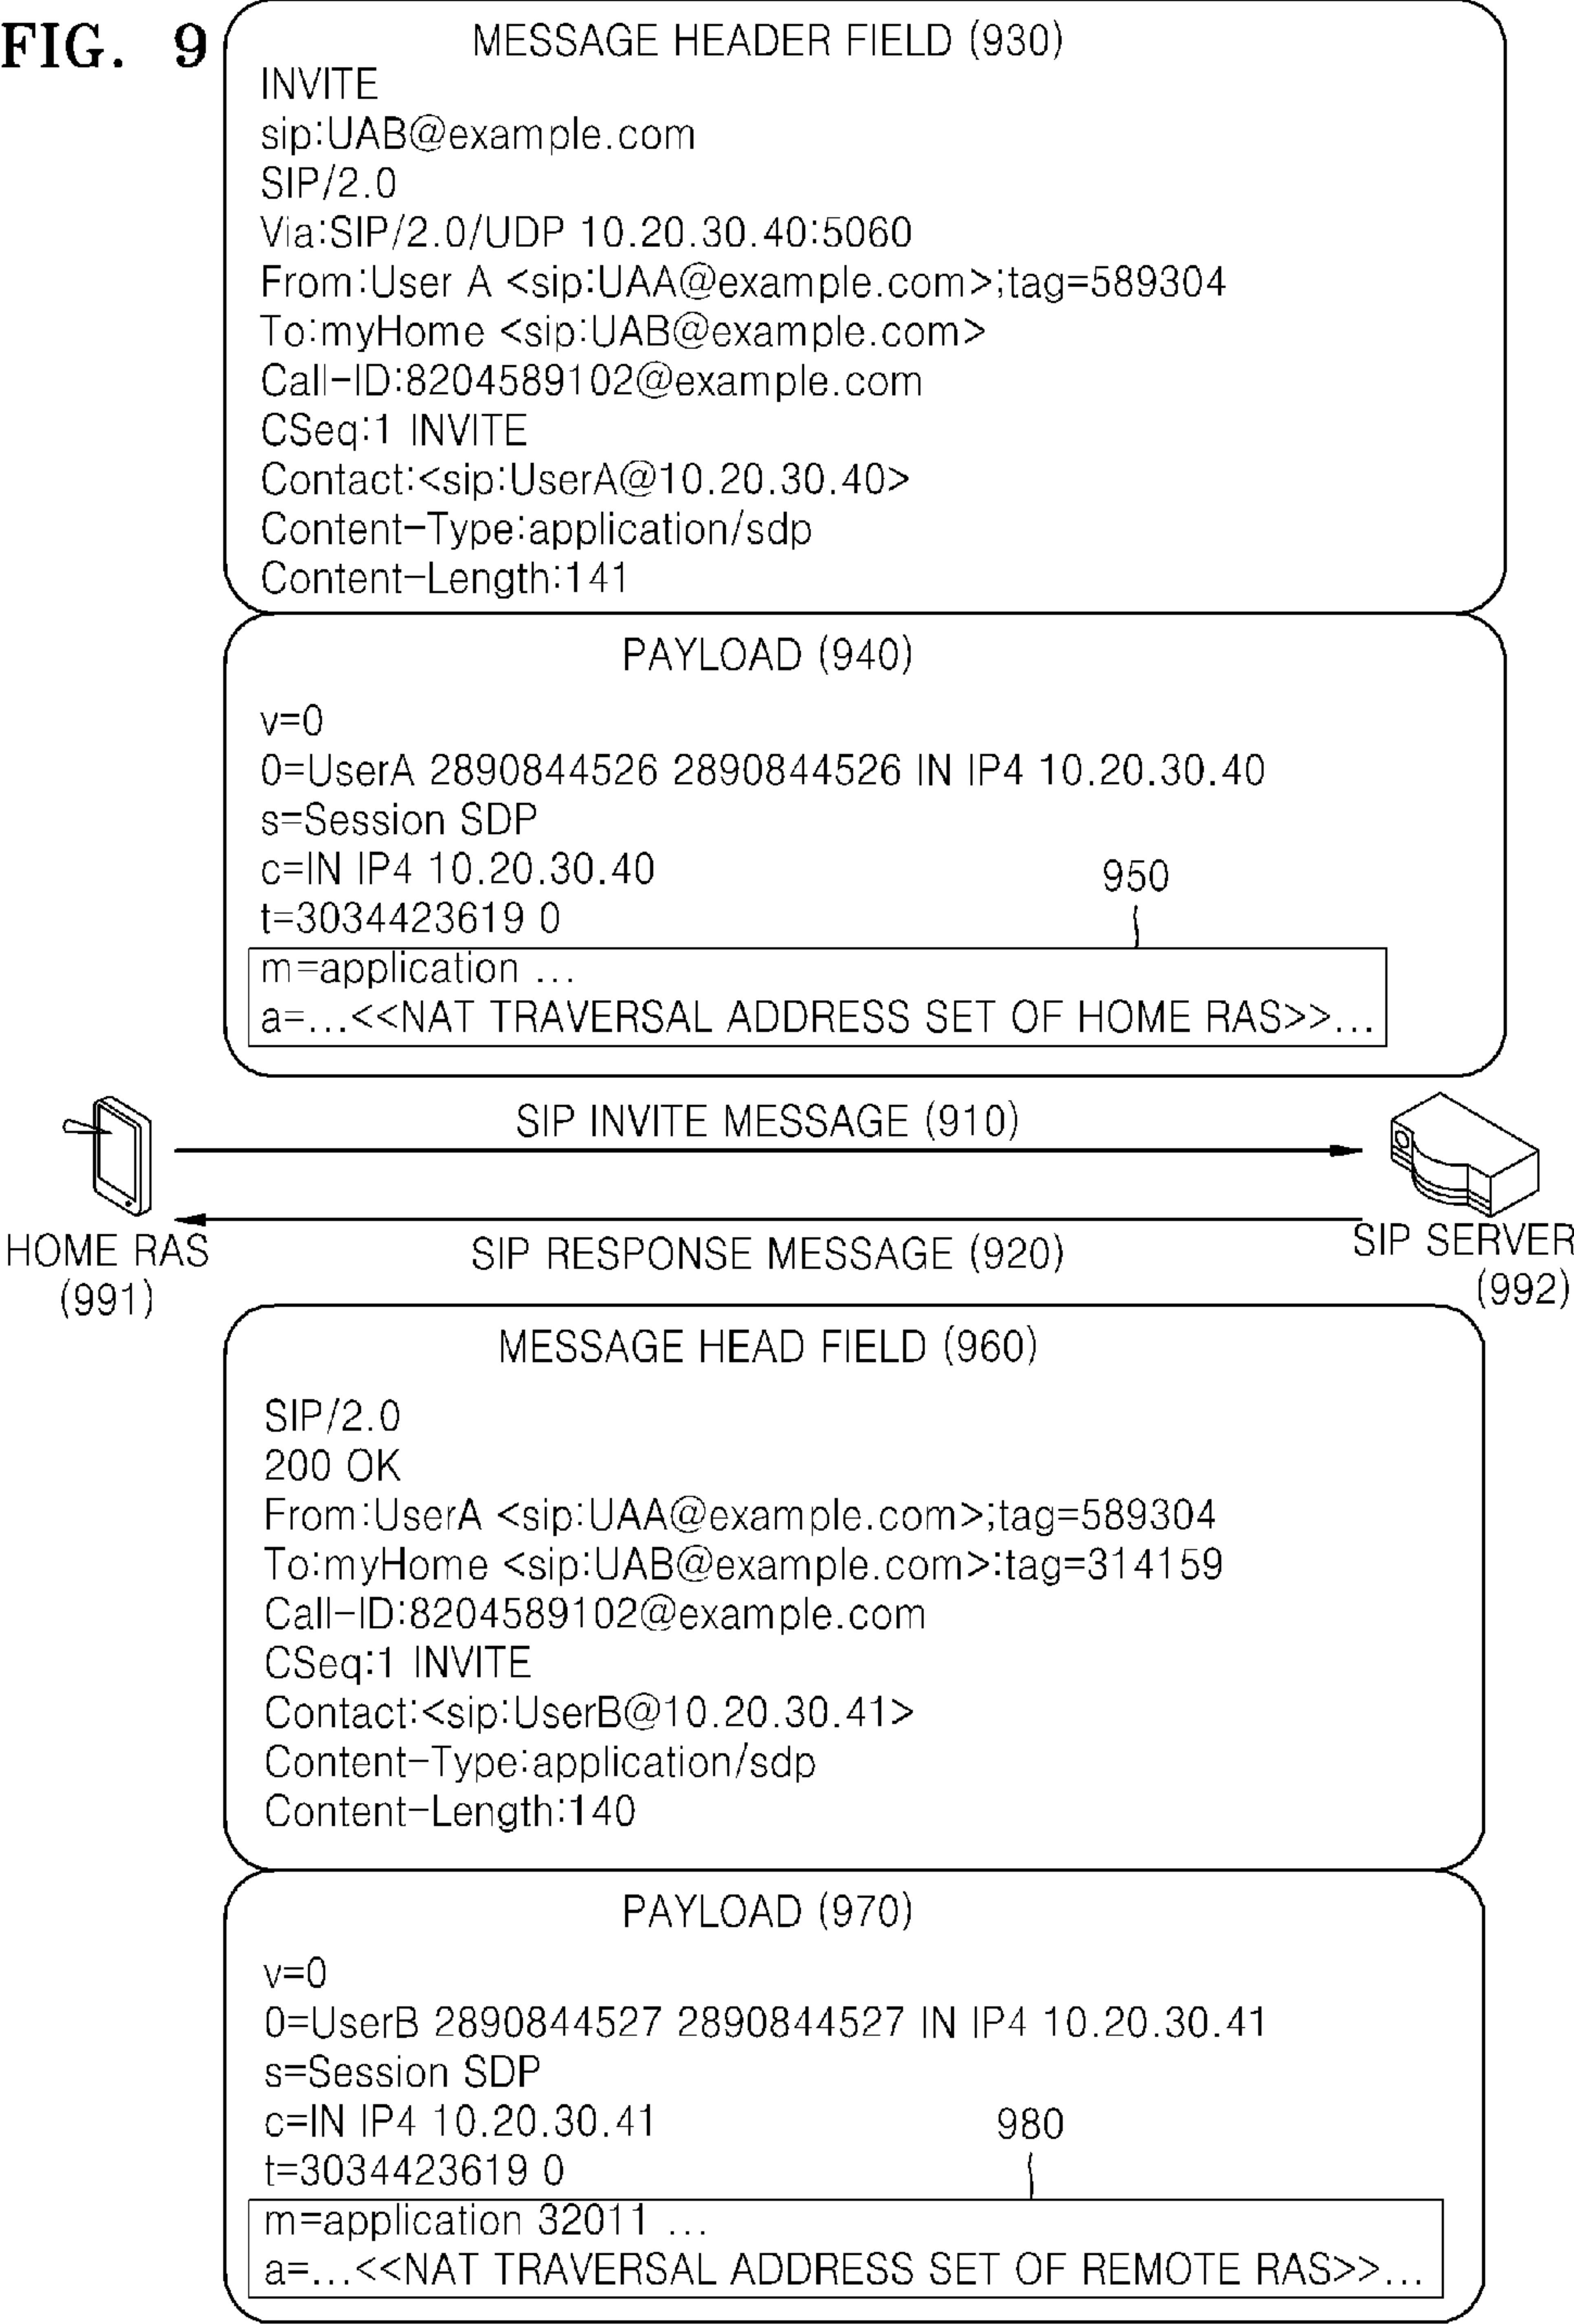 FIG. 9
MESSAGE HEADER FIELD (930)
INVITE
sip:UAB@example.com
SIP/2.0
Via:SIP/2.0/UDP 10.20.30.40:5060
From:User A <sip:UAA@example.com>;tag=589304
To:myHome <sip:UAB@example.com>
Call-ID:8204589102@example.com
CSeq:1 INVITE
Contact:<sip:UserA@10.20.30.40>
Content-Type:application/sdp
Content-Length:141
PAYLOAD (940)
v=0
0=UserA 2890844526 2890844526 IN IP4 10.20.30.40
s=Session SDP
c=IN IP4 10.20.30.40
950
t=3034423619 0
m=application ...
a=...<<NAT TRAVERSAL ADDRESS SET OF HOME RAS>>...
SIP INVITE MESSAGE (910)
HOME RAS
(991)
SIP RESPONSE MESSAGE (920)
SIP SERVER
(992)
MESSAGE HEAD FIELD (960)
SIP/2.0
200 OK
From:UserA <sip:UAA@example.com>;tag=589304
To:myHome <sip:UAB@example.com>:tag=314159
Call-ID:8204589102@example.com
CSeq:1 INVITE
Contact:<sip:UserB@10.20.30.41>
Content-Type:application/sdp
Content-Length:140
PAYLOAD (970)
v=0
0=UserB 2890844527 2890844527 IN IP4 10.20.30.41
s=Session SDP
c=IN IP4 10.20.30.41
980
t=3034423619 0
m=application 32011 ...
a=...<<NAT TRAVERSAL ADDRESS SET OF REMOTE RAS>>...